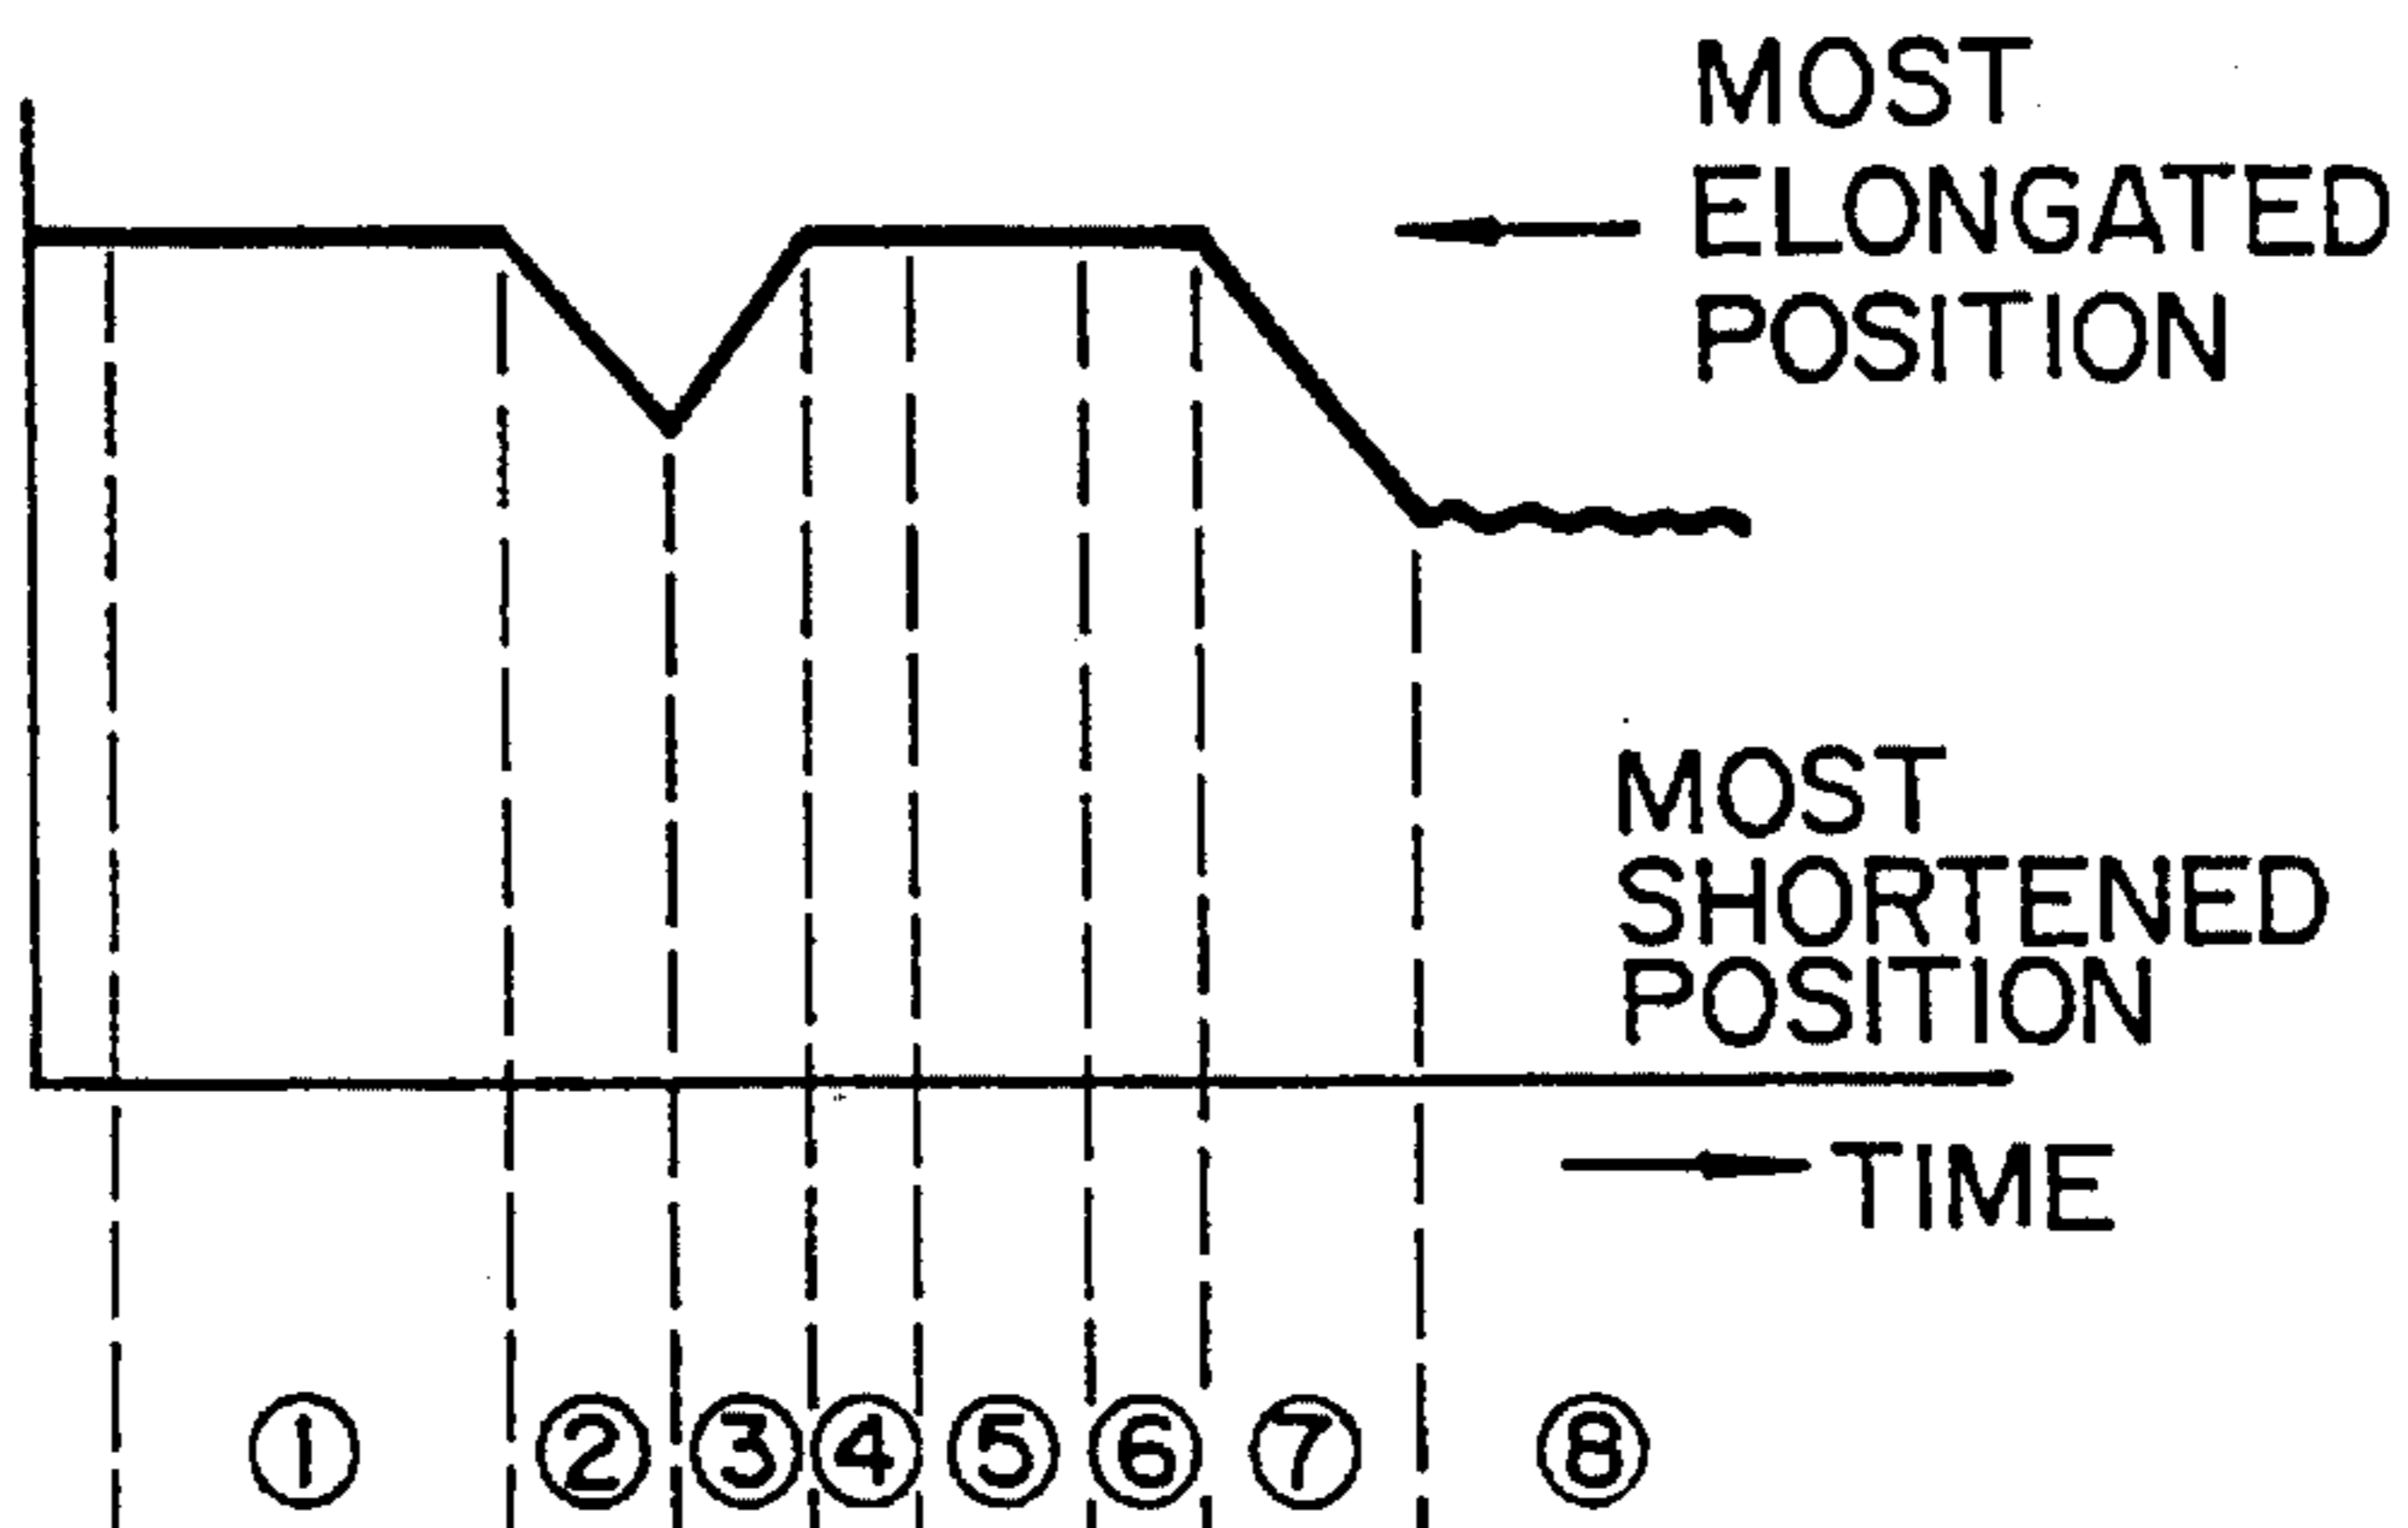 MOST
ELONGATED
POSITION
MOST
SHORTENED
POSITION
TIME
① ② ③ ④ ⑤ ⑥ ⑦ ⑧